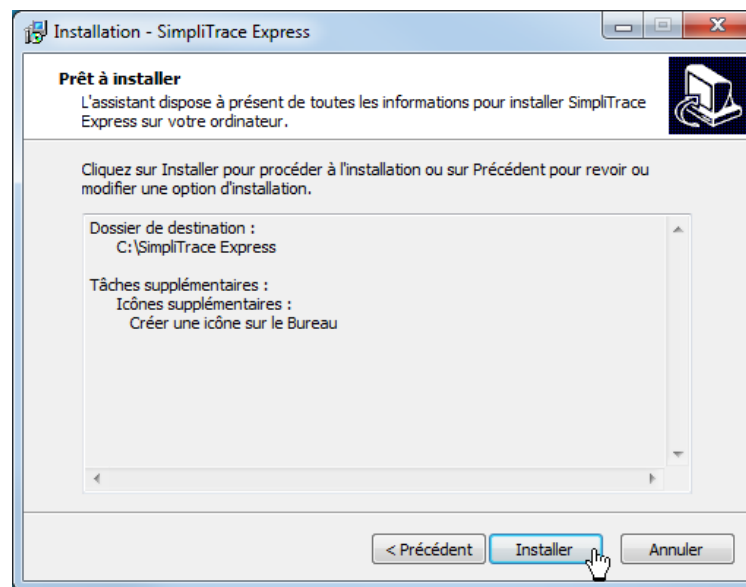 Installation - SimpliTrace Express
Prêt à installer
L'assistant dispose à présent de toutes les informations pour installer SimpliTrace
Express sur votre ordinateur.
Cliquez sur Installer pour procéder à l'installation ou sur Précédent pour revoir ou
modifier une option d'installation.
Dossier de destination :
C:\SimpliTrace Express
Tâches supplémentaires :
Icônes supplémentaires :
Créer une icône sur le Bureau
< Précédent Installer Annuler